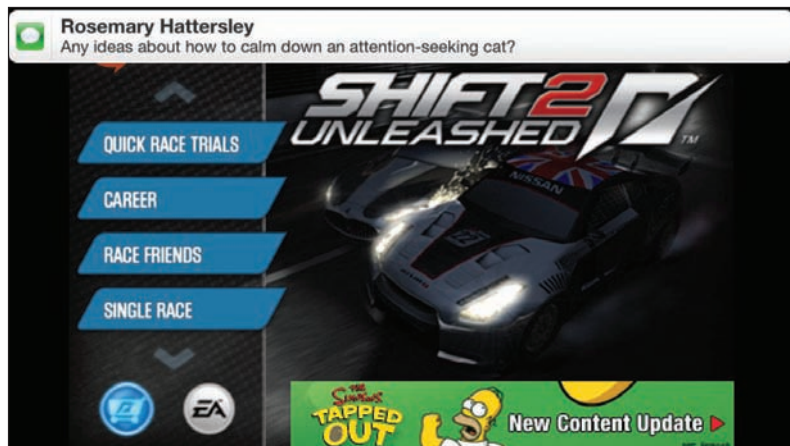 Rosemary Hattersley
Any ideas about how to calm down an attention-seeking cat?
SHIFT 2
UNLEASHED
TM
QUICK RACE TRIALS
CAREER
RACE FRIENDS
SINGLE RACE
NISSAN
EA
THE
SIMPSONS
TAPPED
OUT
New Content Update